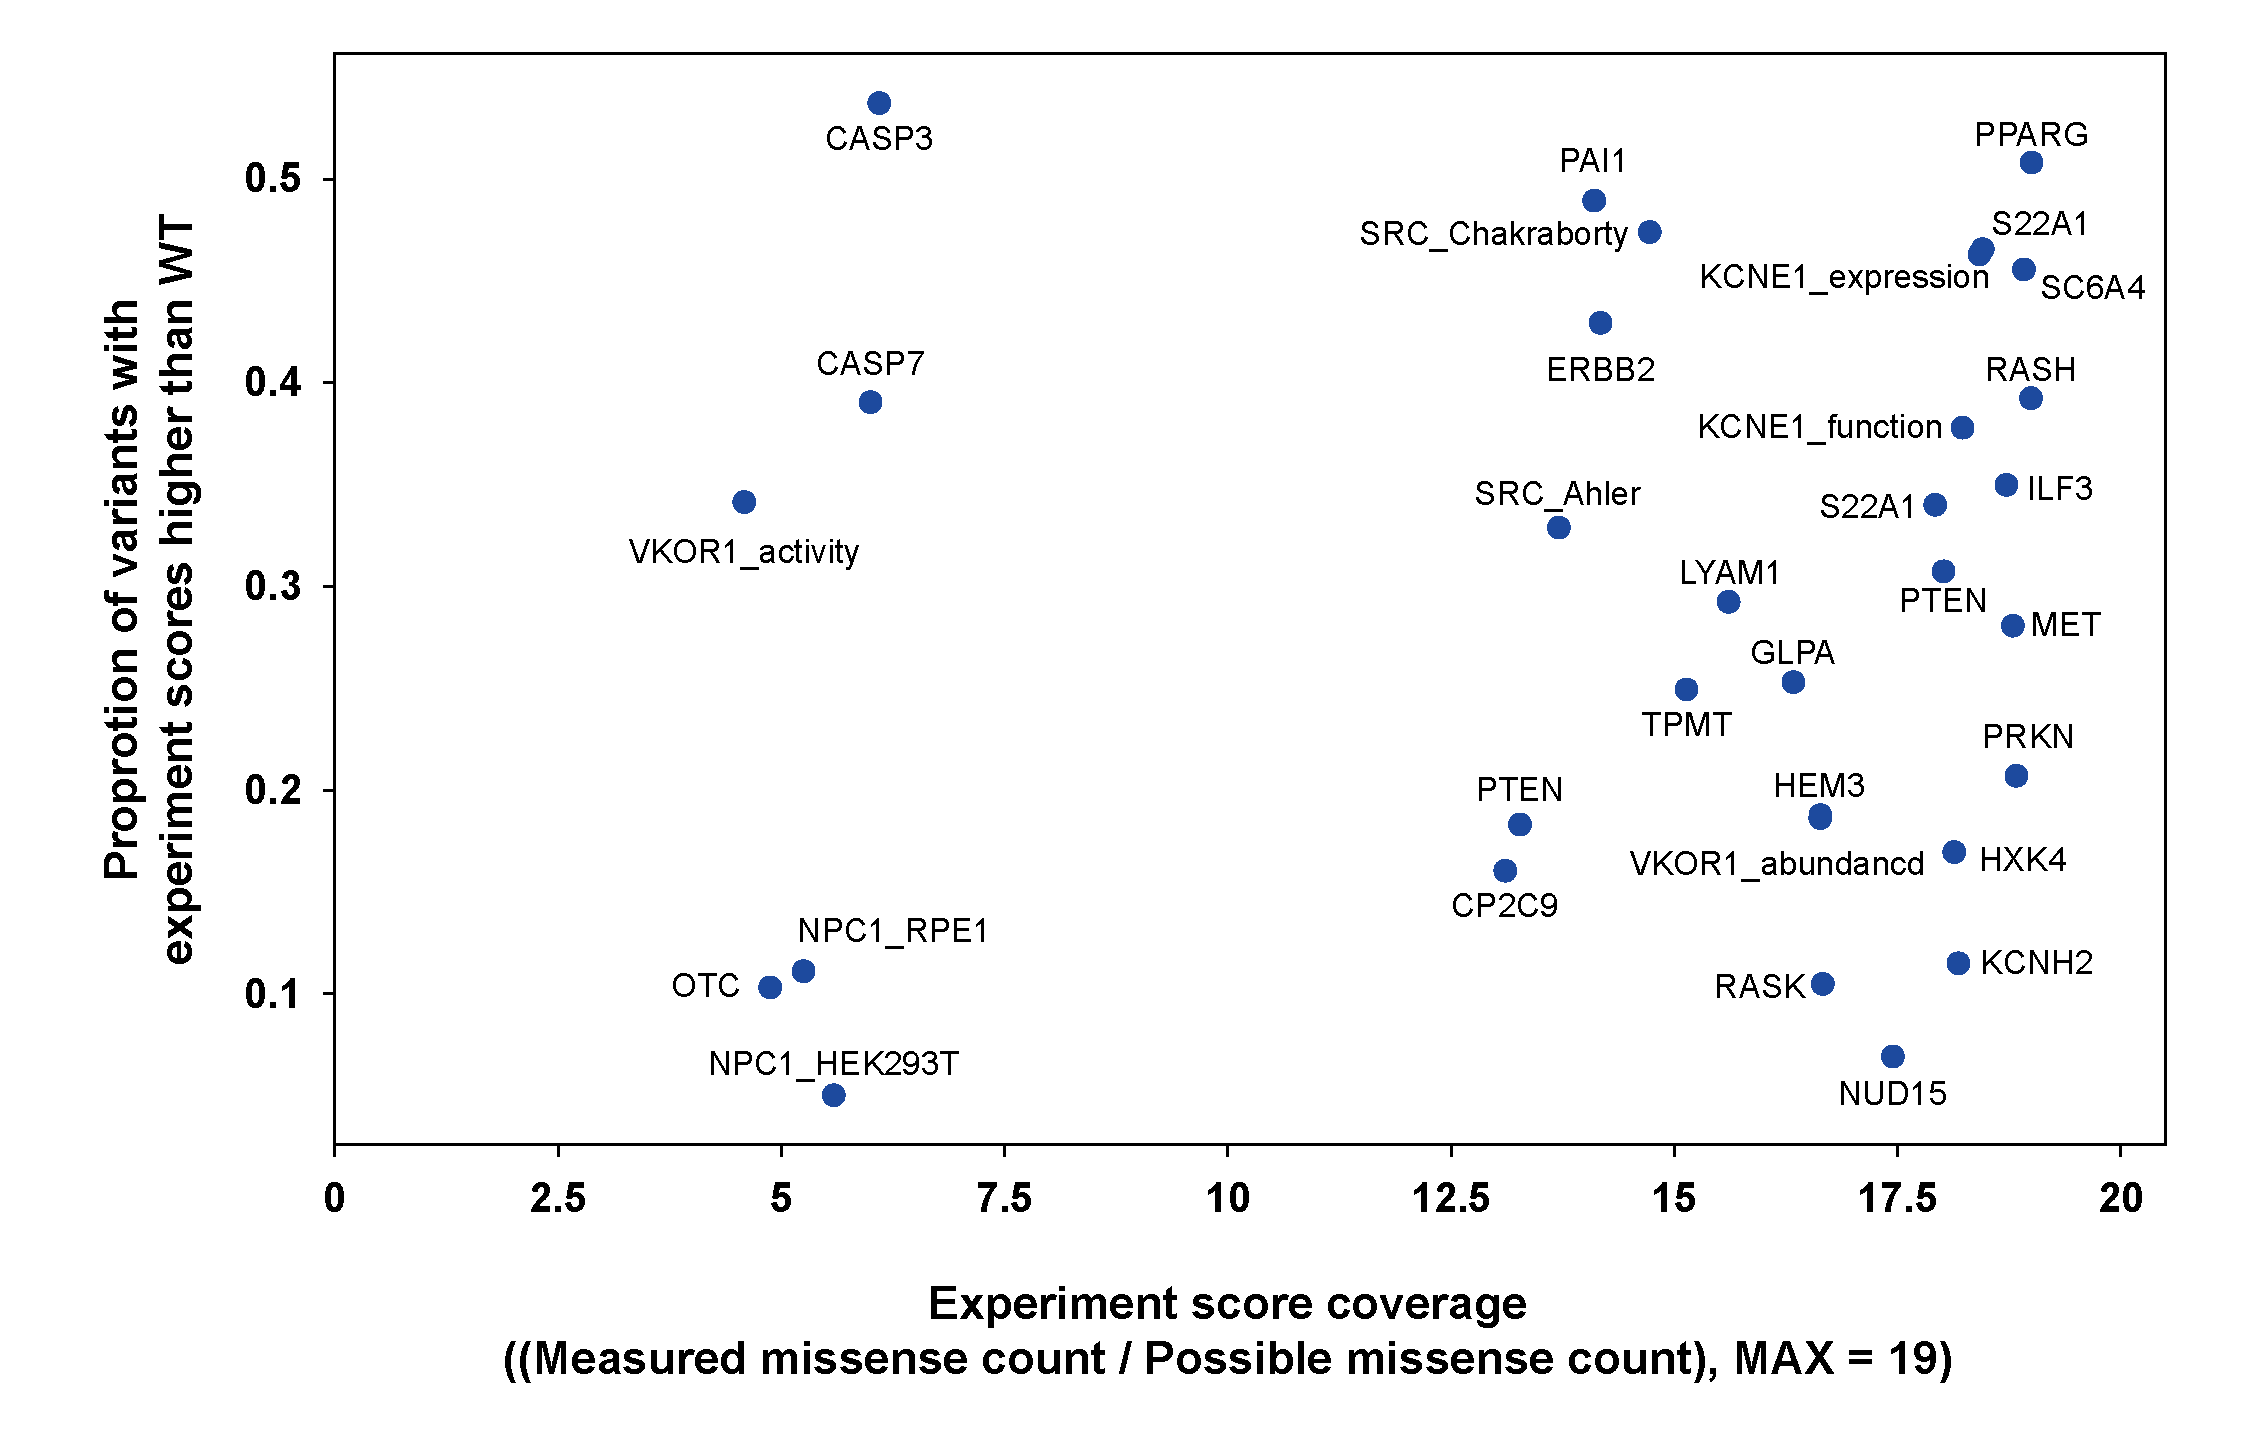 CASP3
PPARG
PAI1
0.5
S22A1
SRC_Chakraborty
KCNE1_expression
SC6A4
CASP7
ERBB2
RASH
0.4
KCNE1_function
SRC_Ahler
ILF3
S22A1
VKOR1_activity
LYAM1
0.3
PTEN
MET
GLPA
TPMT
PRKN
HEM3
PTEN
0.2
VKOR1_abundancd
HXK4
CP2C9
NPC1_RPE1
KCNH2
OTC
RASK
0.1
NPC1_HEK293T
NUD15
Proprotion of variants with
experiment scores higher than WT
0 2.5 5 7.5 10 12.5 15 17.5 20
Experiment score coverage
((Measured missense count / Possible missense count), MAX = 19)